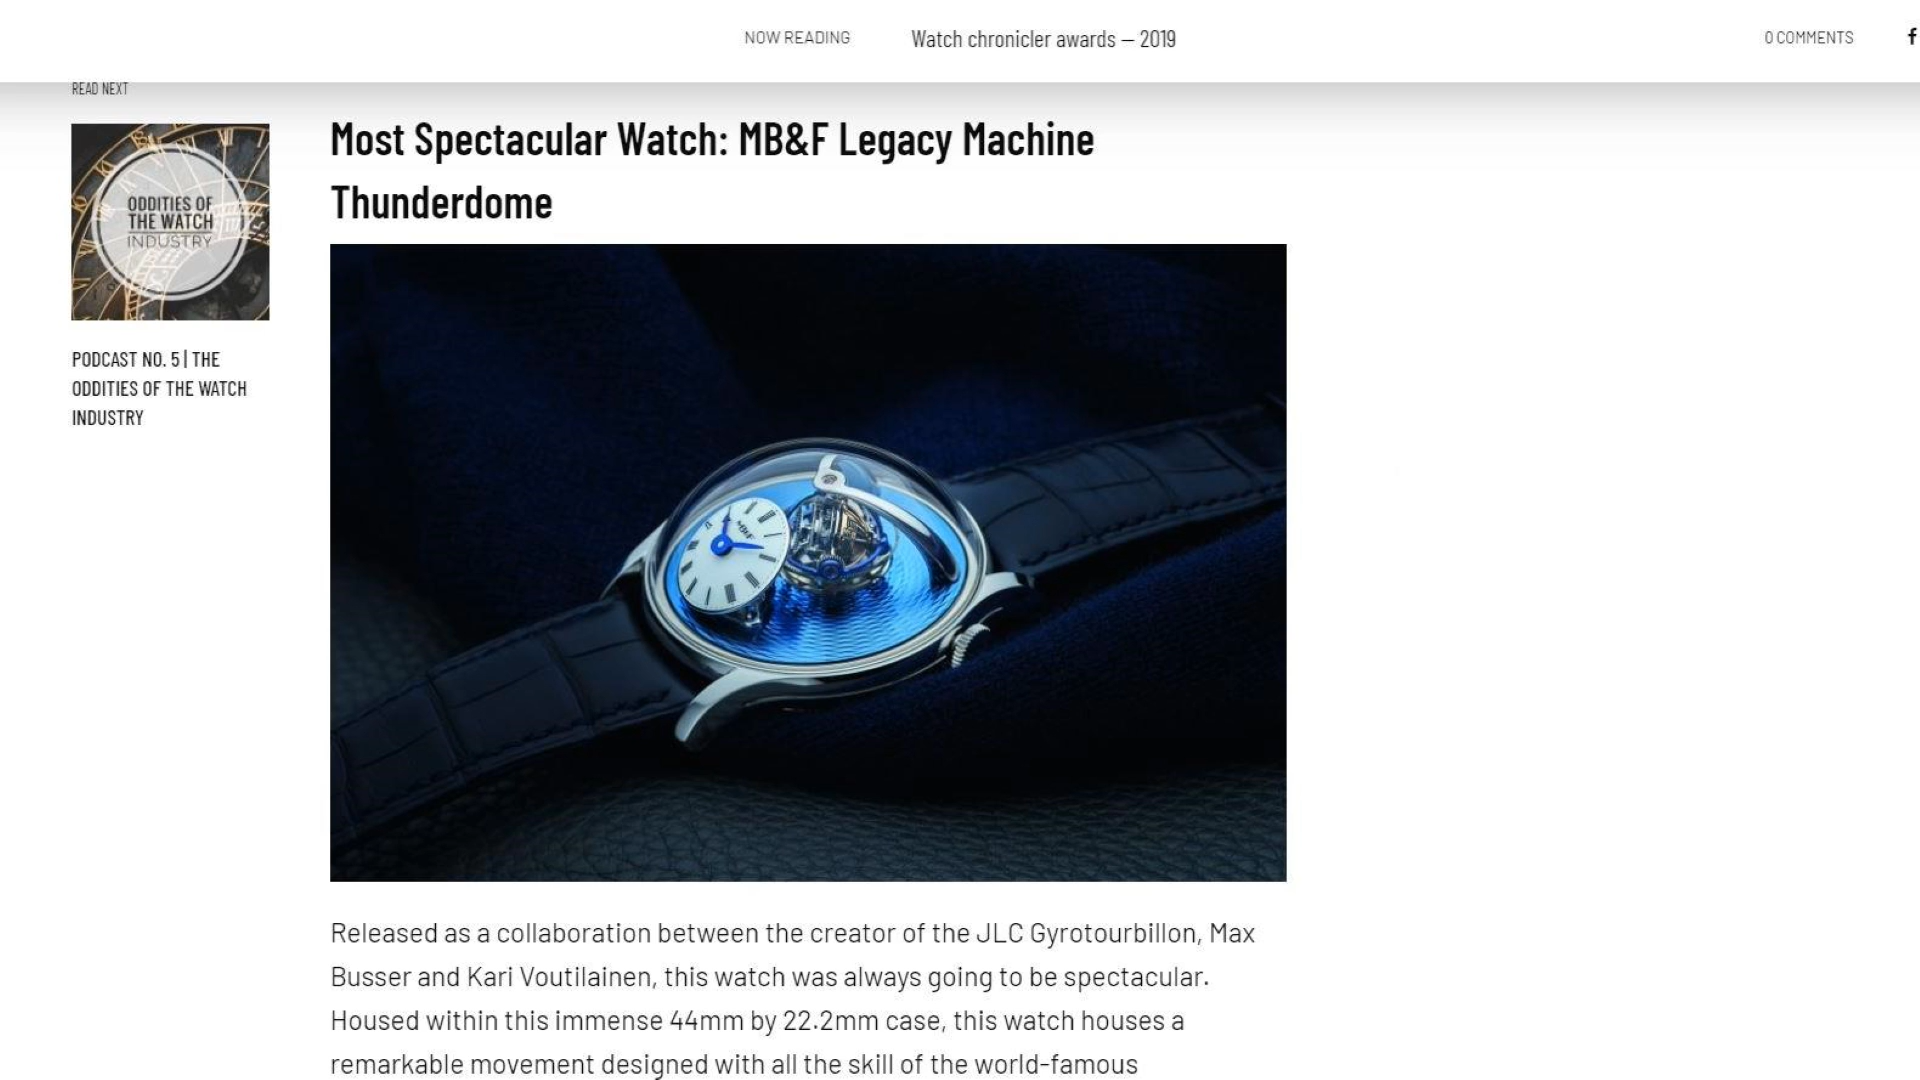 NOW READING
Watch chronicler awards – 2019
0 COMMENTS
READ NEXT
ODDITIES OF
THE WATCH
INDUSTRY
PODCAST NO. 5 | THE
ODDITIES OF THE WATCH
INDUSTRY
Most Spectacular Watch: MB&F Legacy Machine
Thunderdome
MB&F
Released as a collaboration between the creator of the JLC Gyrotourbillon, Max
Busser and Kari Voutilainen, this watch was always going to be spectacular.
Housed within this immense 44mm by 22.2mm case, this watch houses a
remarkable movement designed with all the skill of the world-famous